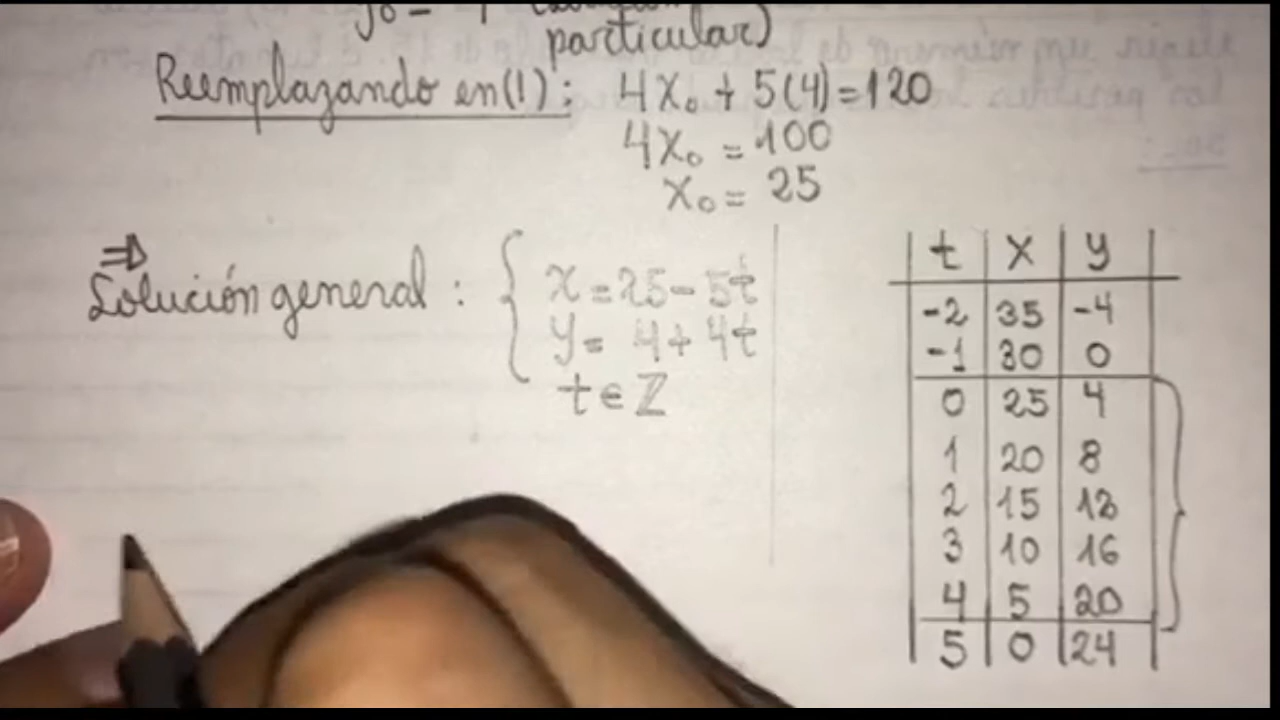 particular)
Reemplazando en (1): 4x₀ + 5(4) = 120
4x₀ = 100
x₀ = 25
⇒
Solución general: { x = 25 - 5t
y = 4 + 4t
t ∈ ℤ
t x y
-2 35 -4
-1 30 0
0 25 4
1 20 8
2 15 12
3 10 16
4 5 20
5 0 24